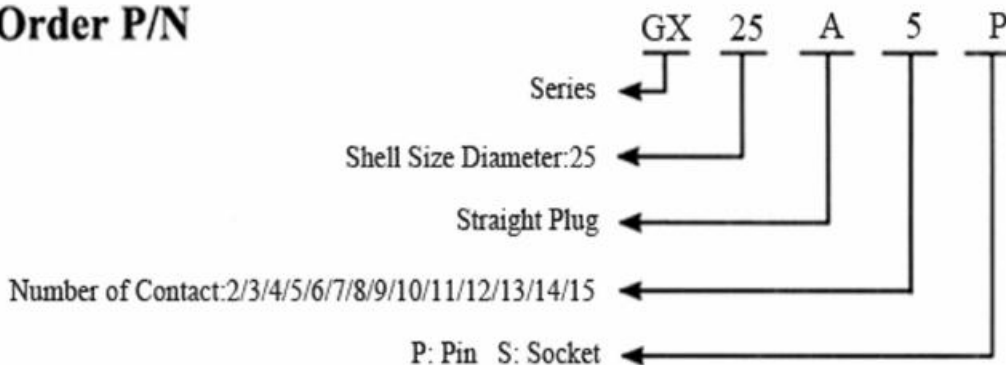 Order P/N
GX 25 A 5 P
Series
Shell Size Diameter:25
Straight Plug
Number of Contact:2/3/4/5/6/7/8/9/10/11/12/13/14/15
P: Pin S: Socket